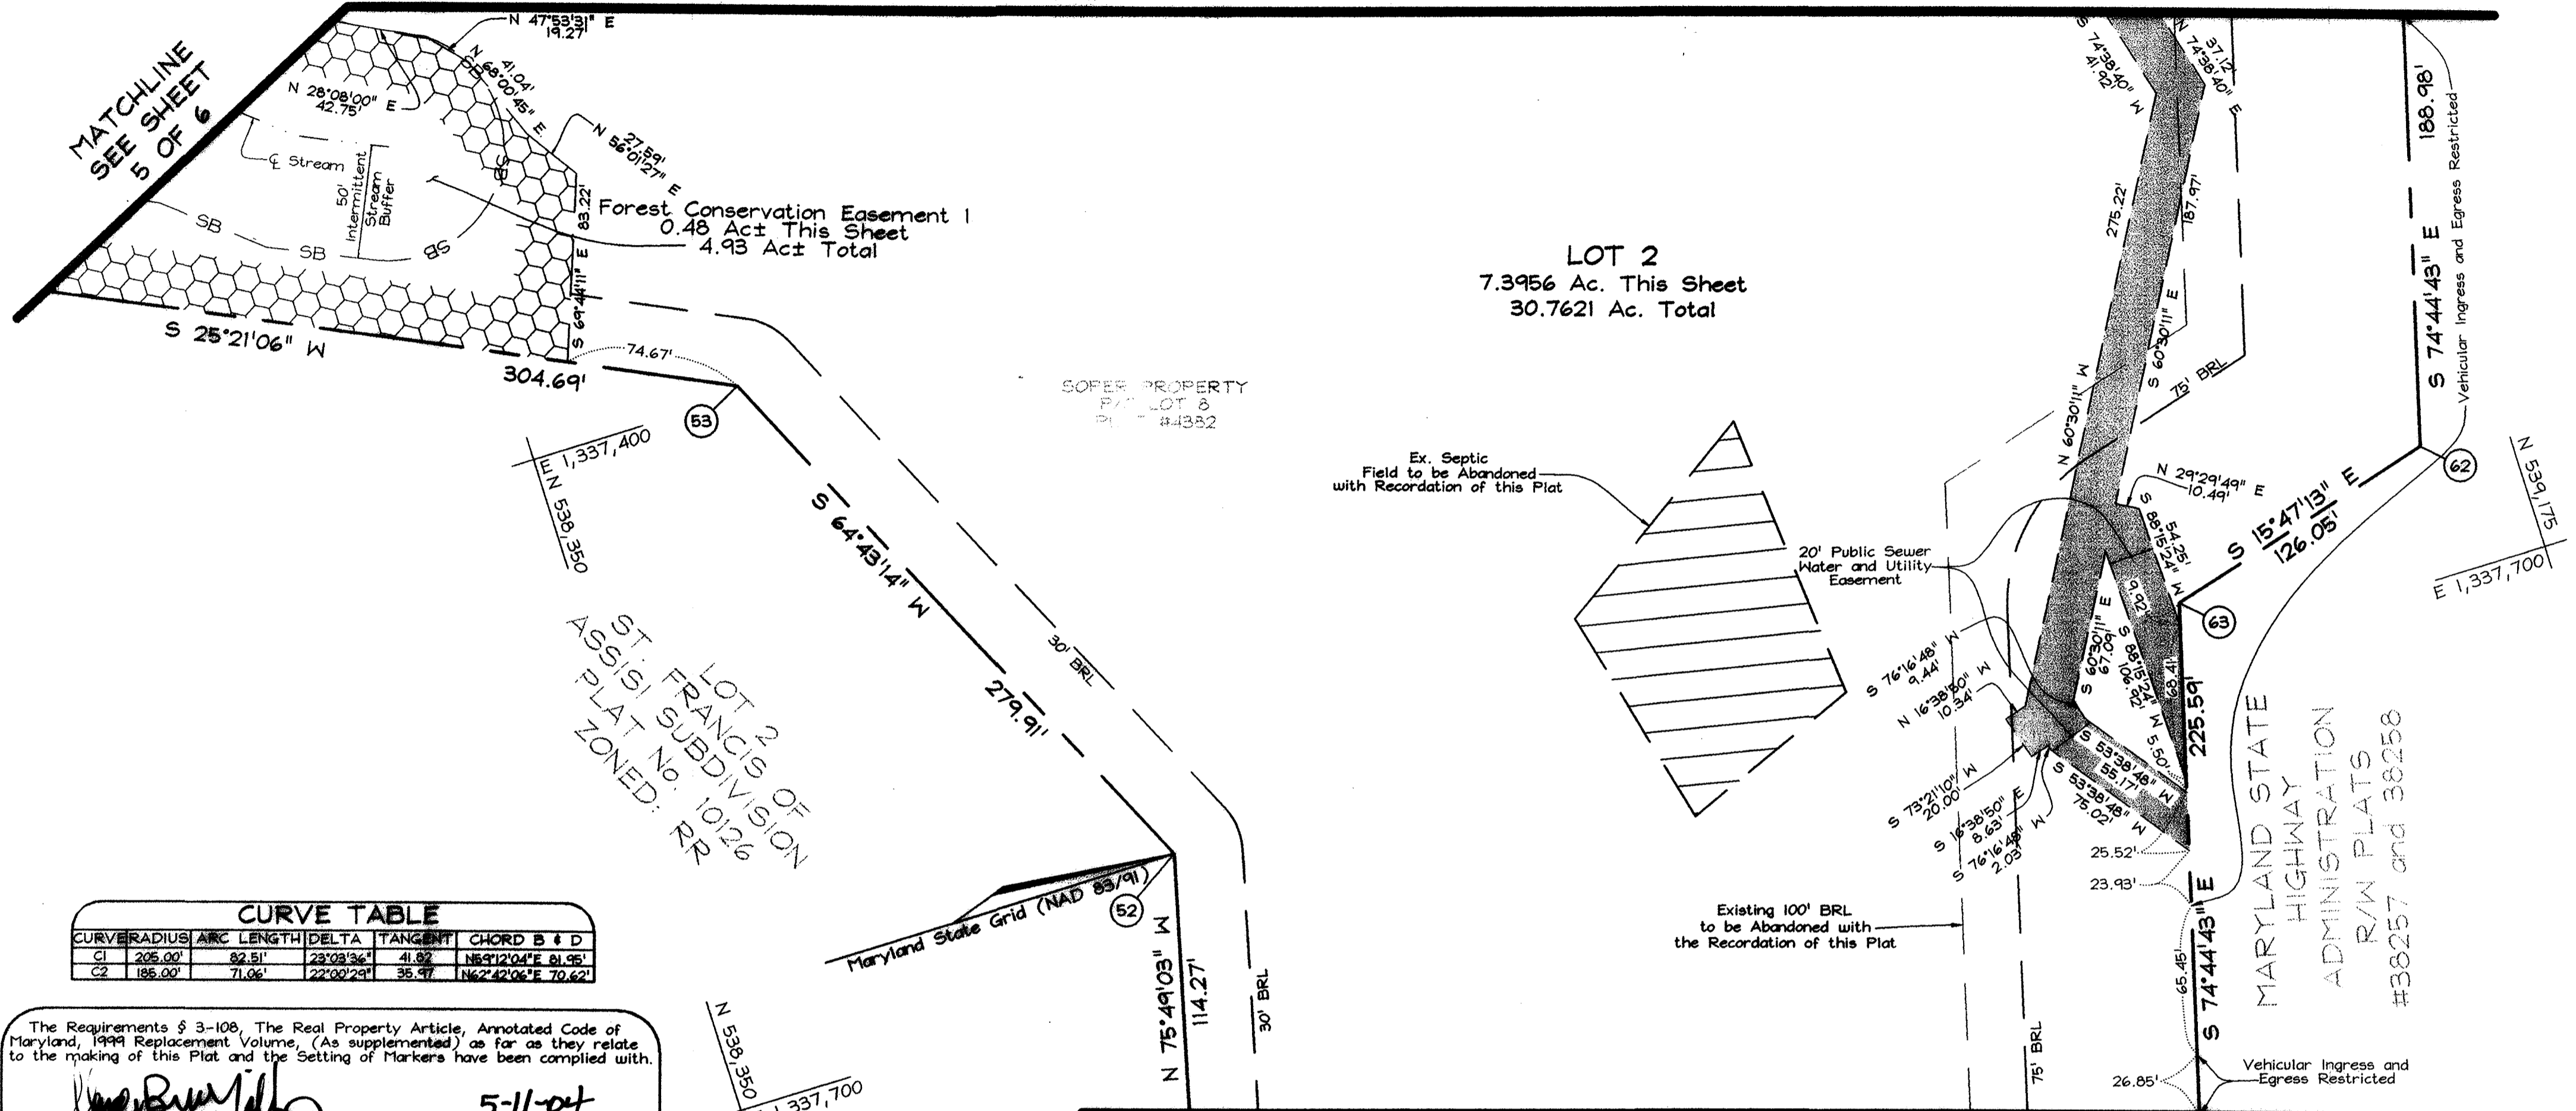 MATCHLINE
SEE SHEET
5 OF 6
N 47°53'31" E
19.27'
N 28°08'00" E
42.75'
41.04'
N 68°00'45" E
SB
SB
27.59'
N 56°01'27" E
℄ Stream
50'
Intermittent
Stream
Buffer
SB
SB
SB
83.22'
S 69°44'11" E
Forest Conservation Easement 1
0.48 Ac± This Sheet
4.93 Ac± Total
S 25°21'06" W
304.69'
74.67'
53
E 1,337,400
N 538,350
S 64°43'14" W
279.91'
30' BRL
LOT 2
ST. FRANCIS OF
ASSISI SUBDIVISION
PLAT No. 10126
ZONED: RR
Maryland State Grid (NAD 83/91)
52
N 75°49'03" W
114.27'
30' BRL
N 538,350
337,700
SOPER PROPERTY
LOT 8
#4382
LOT 2
7.3956 Ac. This Sheet
30.7621 Ac. Total
Ex. Septic
Field to be Abandoned
with Recordation of this Plat
20' Public Sewer
Water and Utility
Easement
Existing 100' BRL
to be Abandoned with
the Recordation of this Plat
S 74°38'40" W
41.92'
37.12'
N 74°38'40" E
275.22'
187.97'
N 60°30'11" W
S 60°30'11" E
75' BRL
N 29°29'49" E
10.49'
54.25'
S 88°15'24" W
9.92'
S 60°30'11" E
67.09'
S 88°15'24" W
106.92'
68.41'
5.50'
225.59'
S 76°16'48" W
9.44'
N 16°38'50" W
10.34'
S 73°21'10" W
20.00'
S 16°38'50" E
8.63'
S 76°16'48" W
2.03'
S 53°38'48" W
55.17'
S 53°38'48" W
75.02'
25.52'
23.93'
65.45'
S 74°44'43" E
75' BRL
26.85'
Vehicular Ingress and
Egress Restricted
188.98'
S 74°44'43" E
Vehicular Ingress and Egress Restricted
62
S 15°47'13" E
126.05'
63
N 539,175
E 1,337,700
MARYLAND STATE
HIGHWAY
ADMINISTRATION
R/W PLATS
#38257 and 38258
CURVE TABLE
CURVE RADIUS ARC LENGTH DELTA TANGENT CHORD B & D
C1 205.00' 82.51' 23°03'36" 41.82 N59°12'04"E 81.95'
C2 185.00' 71.06' 22°00'29" 35.97 N62°42'06"E 70.62'
The Requirements $ 3-108, The Real Property Article, Annotated Code of
Maryland, 1999 Replacement Volume, (As supplemented) as far as they relate
to the making of this Plat and the Setting of Markers have been complied with.
5-11-04